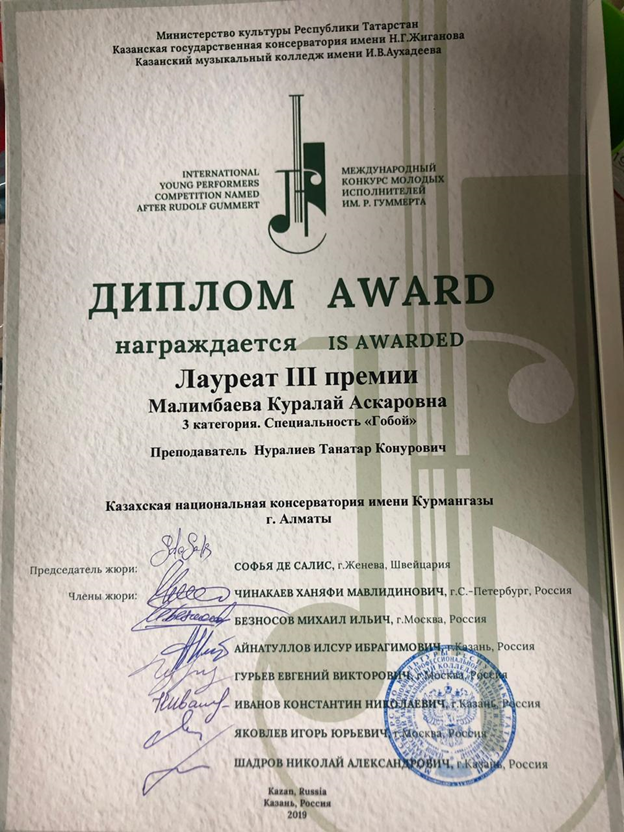 Министерство культуры Республики Татарстан
Казанская государственная консерватория имени Н.Г.Жиганова
Казанский музыкальный колледж имени И.В.Аухадеева
INTERNATIONAL
YOUNG PERFORMERS
COMPETITION NAMED
AFTER RUDOLF GUMMERT
МЕЖДУНАРОДНЫЙ
КОНКУРС МОЛОДЫХ
ИСПОЛНИТЕЛЕЙ
ИМ. Р. ГУММЕРТА
ДИПЛОМ AWARD
награждается IS AWARDED
Лауреат III премии
Малимбаева Куралай Аскаровна
3 категория. Специальность «Гобой»
Преподаватель Нуралиев Танатар Конурович
Казахская национальная консерватория имени Курмангазы
г. Алматы
Председатель жюри: СОФЬЯ ДЕ САЛИС, г.Женева, Швейцария
Члены жюри: ЧИНАКАЕВ ХАНЯФИ МАВЛИДИНОВИЧ, г.С.-Петербург, Россия
БЕЗНОСОВ МИХАИЛ ИЛЬИЧ, г.Москва, Россия
АЙНАТУЛЛОВ ИЛСУР ИБРАГИМОВИЧ, г.Казань, Россия
ГУРЬЕВ ЕВГЕНИЙ ВИКТОРОВИЧ, г.Москва, Россия
ИВАНОВ КОНСТАНТИН НИКОЛАЕВИЧ, г.Казань, Россия
ЯКОВЛЕВ ИГОРЬ ЮРЬЕВИЧ, г.Москва, Россия
ШАДРОВ НИКОЛАЙ АЛЕКСАНДРОВИЧ, г.Казань, Россия
Kazan, Russia
Казань, Россия
2019